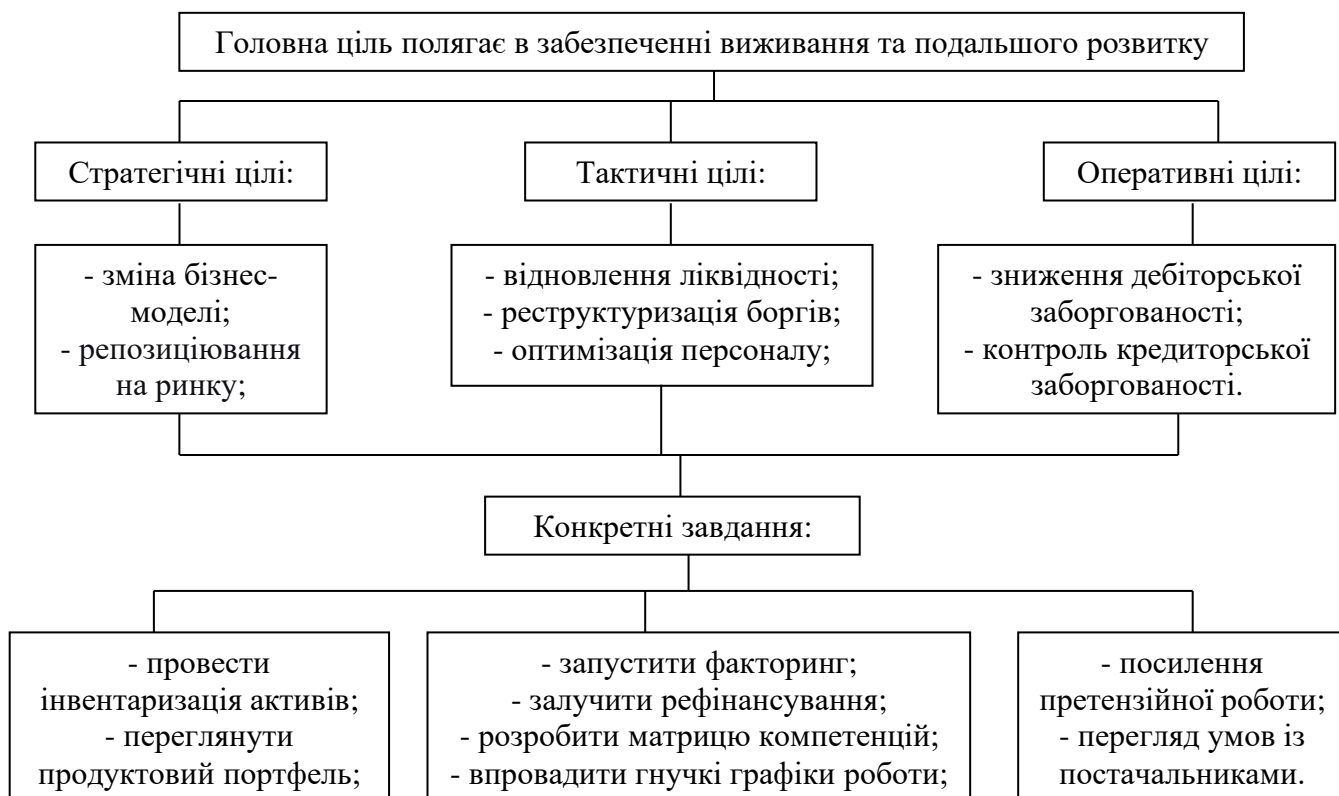 Головна ціль полягає в забезпеченні виживання та подальшого розвитку
Стратегічні цілі:
Тактичні цілі:
Оперативні цілі:
- зміна бізнес-
моделі;
- репозиціювання
на ринку;
- відновлення ліквідності;
- реструктуризація боргів;
- оптимізація персоналу;
- зниження дебіторської
заборгованості;
- контроль кредиторської
заборгованості.
Конкретні завдання:
- провести
інвентаризація активів;
- переглянути
продуктовий портфель;
- запустити факторинг;
- залучити рефінансування;
- розробити матрицю компетенцій;
- впровадити гнучкі графіки роботи;
- посилення
претензійної роботи;
- перегляд умов із
постачальниками.